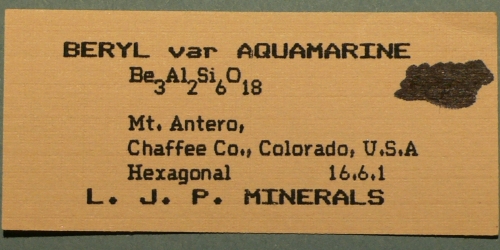 BERYL var AQUAMARINE
Be3Al2Si6O18
Mt. Antero,
Chaffee Co., Colorado, U.S.A
Hexagonal 16.6.1
L. J. P. MINERALS